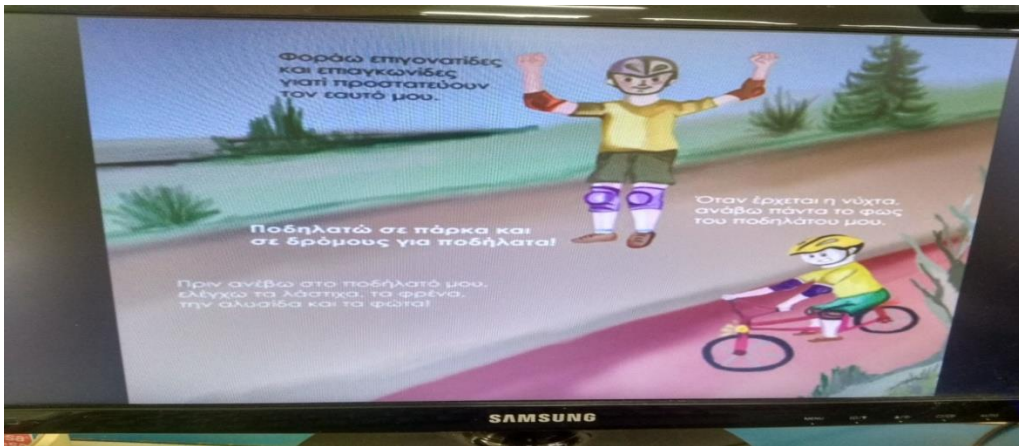 Φοράω επιγονατίδες
και επιαγκωνίδες
γιατί προστατεύουν
τον εαυτό μου.
Όταν έρχεται η νύχτα,
ανάβω πάντα το φως
του ποδηλάτου μου.
Ποδηλατώ σε πάρκα και
σε δρόμους για ποδήλατα!
Πριν ανέβω στο ποδήλατό μου,
ελέγχω τα λάστιχα, τα φρένα,
την αλυσίδα και τα φώτα!
SAMSUNG
MENU